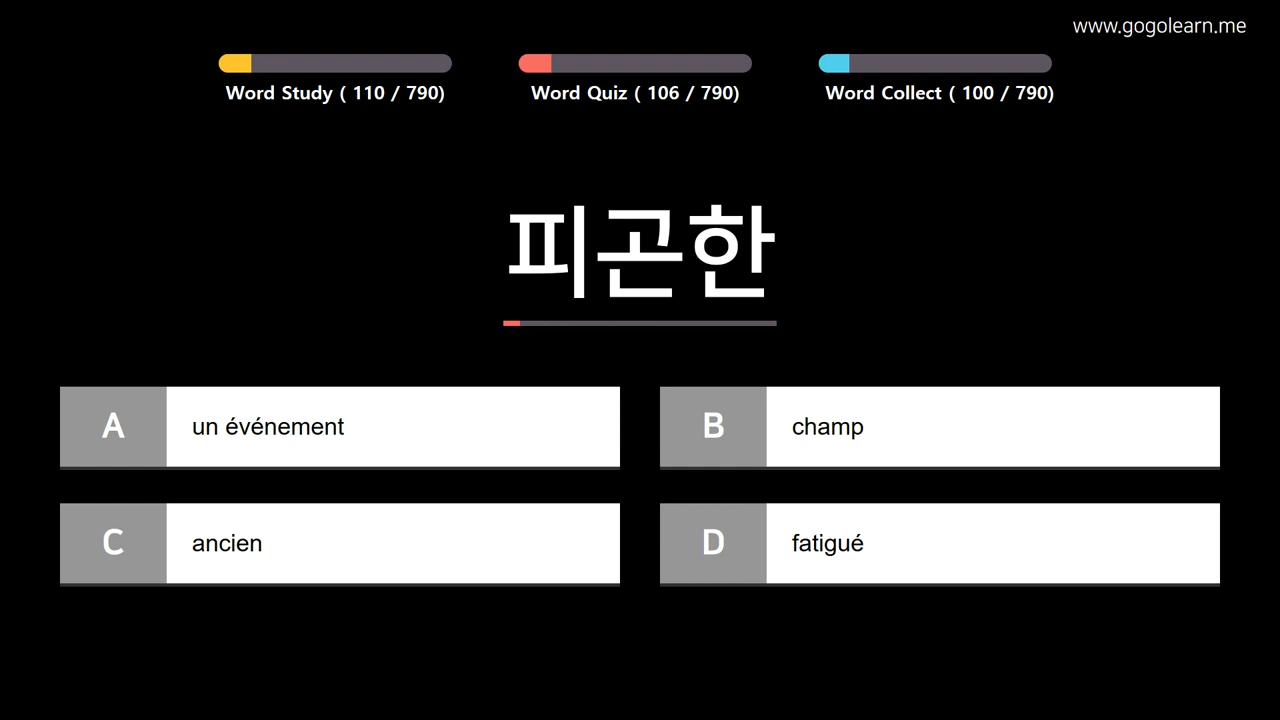 www.gogolearn.me
Word Study ( 110 / 790)
Word Quiz ( 106 / 790)
Word Collect ( 100 / 790)
피곤한
A un événement
B champ
C ancien
D fatigué